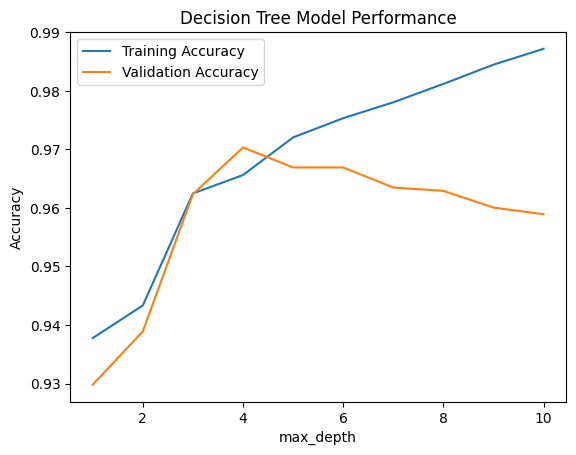 Decision Tree Model Performance
Training Accuracy
Validation Accuracy
0.99
0.98
0.97
0.96
0.95
0.94
0.93
Accuracy
2 4 6 8 10
max_depth